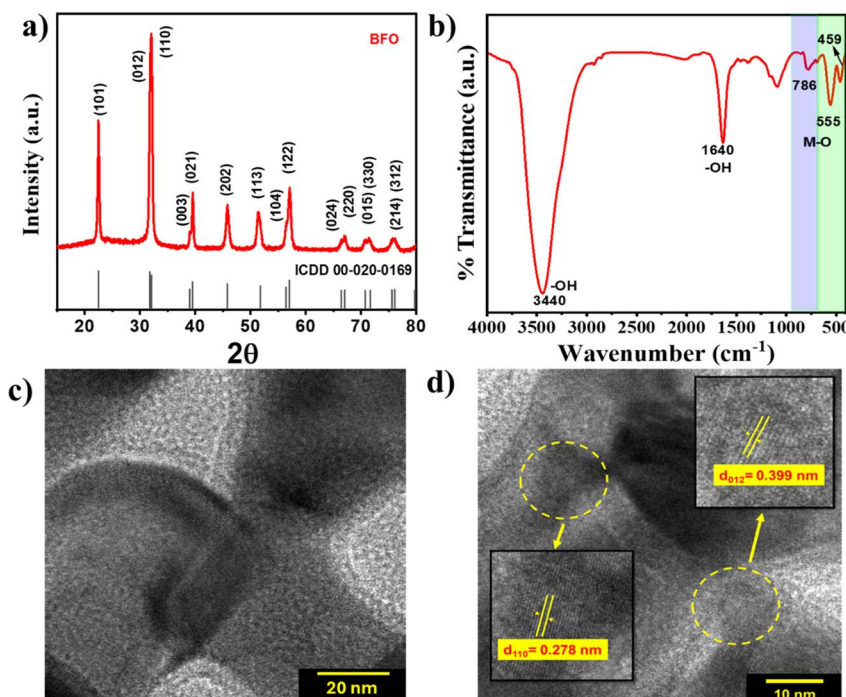 a)
BFO
Intensity (a.u.)
(101)
(012)
(110)
(003)
(021)
(202)
(113)
(104)
(122)
(024)
(220)
(015)
(330)
(214)
(312)
ICDD 00-020-0169
20 30 40 50 60 70 80
2θ
b)
% Transmittance (a.u.)
459
786
555
M-O
1640
-OH
-OH
3440
4000 3500 3000 2500 2000 1500 1000 500
Wavenumber (cm⁻¹)
c)
20 nm
d)
d₀₁₂= 0.399 nm
d₁₁₀= 0.278 nm
10 nm